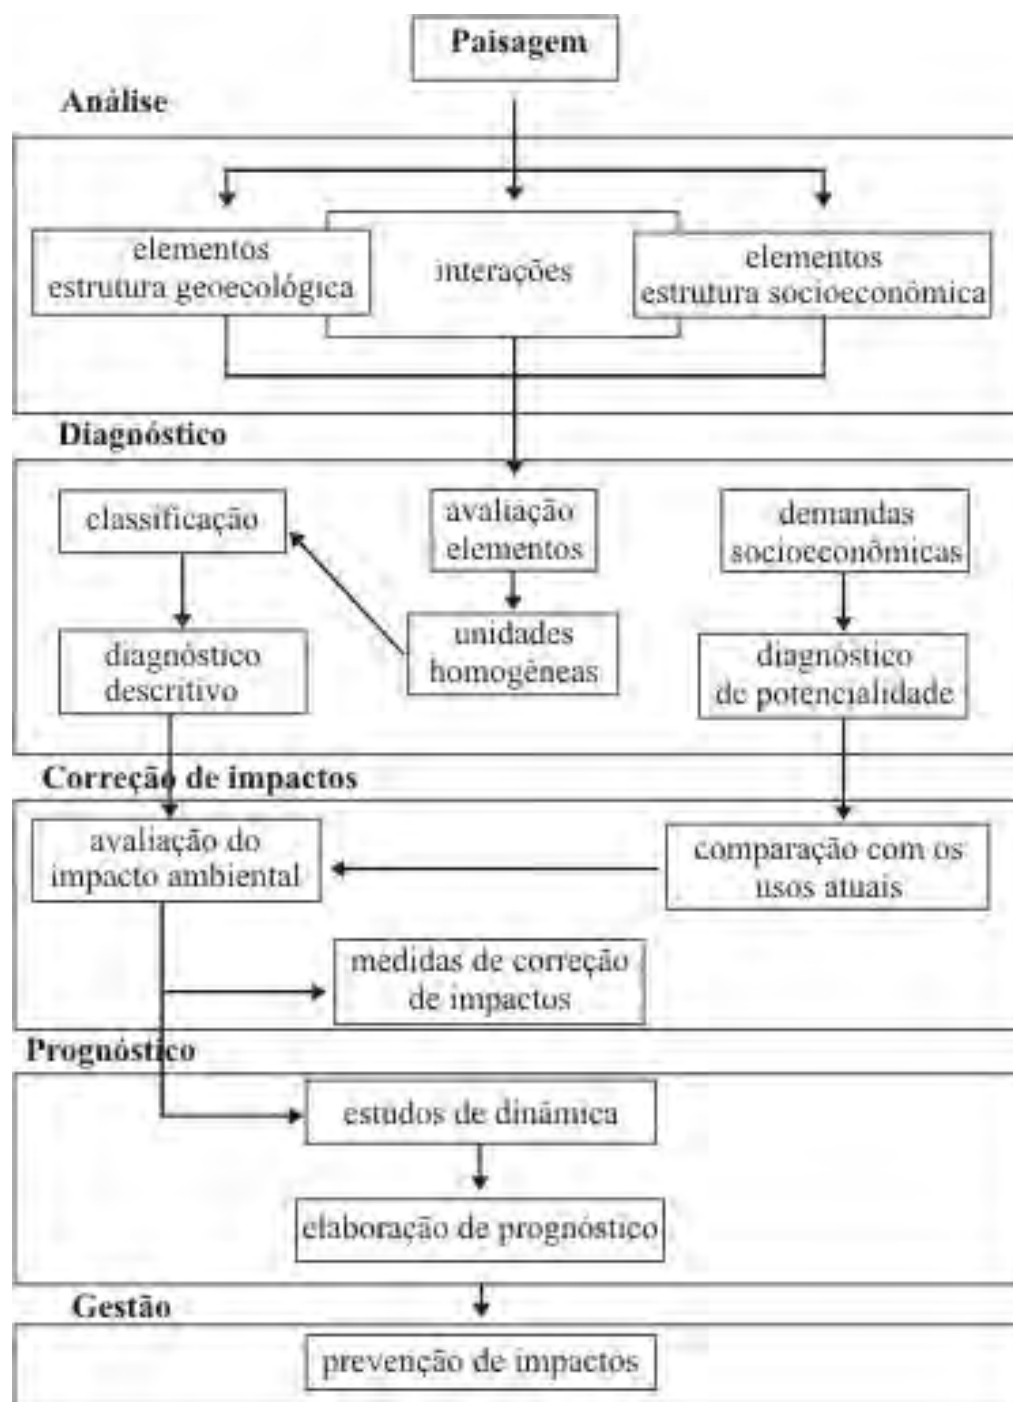 Paisagem
Análise
elementos
estrutura geoecológica
interações
elementos
estrutura socioeconômica
Diagnóstico
classificação
avaliação
elementos
demandas
socioeconômicas
diagnóstico
descritivo
unidades
homogêneas
diagnóstico
de potencialidade
Correção de impactos
avaliação do
impacto ambiental
comparação com os
usos atuais
medidas de correção
de impactos
Prognóstico
estudos de dinâmica
elaboração de prognóstico
Gestão
prevenção de impactos